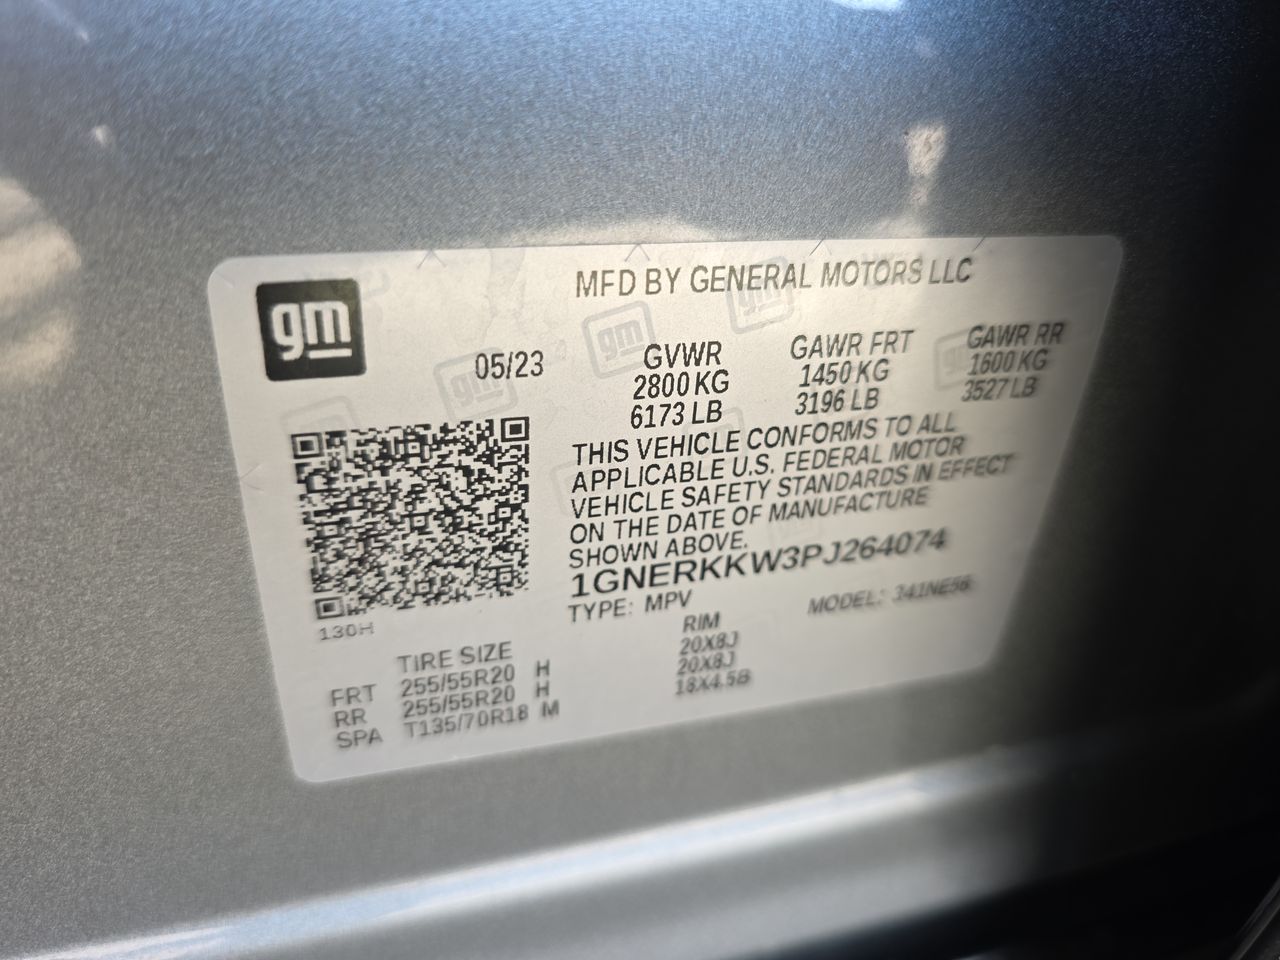 gm
MFD BY GENERAL MOTORS LLC
05/23
GVWR GAWR FRT GAWR RR
2800 KG 1450 KG 1600 KG
6173 LB 3196 LB 3527 LB
THIS VEHICLE CONFORMS TO ALL
APPLICABLE U.S. FEDERAL MOTOR
VEHICLE SAFETY STANDARDS IN EFFECT
ON THE DATE OF MANUFACTURE
SHOWN ABOVE.
1GNERKKW3PJ264074
TYPE: MPV MODEL: 341NE56
130H
TIRE SIZE RIM
FRT 255/55R20 H 20X8J
RR 255/55R20 H 20X8J
SPA T135/70R18 M 18X4.5B